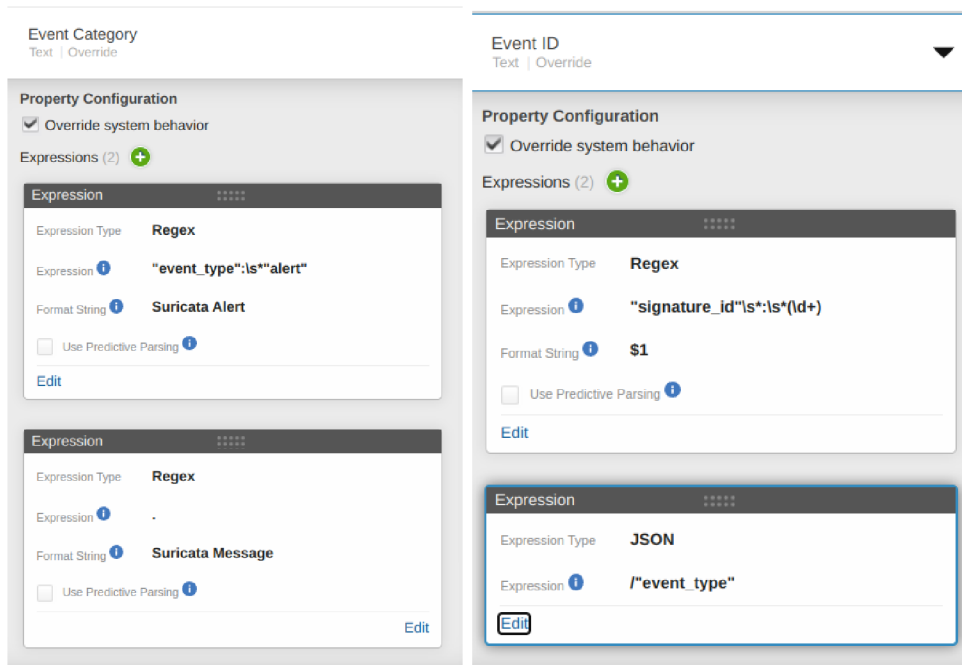 Event Category
Text | Override
Property Configuration
Override system behavior
Expressions (2)
Expression
Expression Type Regex
Expression "event_type":\s*"alert"
Format String Suricata Alert
Use Predictive Parsing
Edit
Expression
Expression Type Regex
Expression .
Format String Suricata Message
Use Predictive Parsing
Edit
Event ID
Text | Override
Property Configuration
Override system behavior
Expressions (2)
Expression
Expression Type Regex
Expression "signature_id"\s*:\s*(\d+)
Format String $1
Use Predictive Parsing
Edit
Expression
Expression Type JSON
Expression /"event_type"
Edit